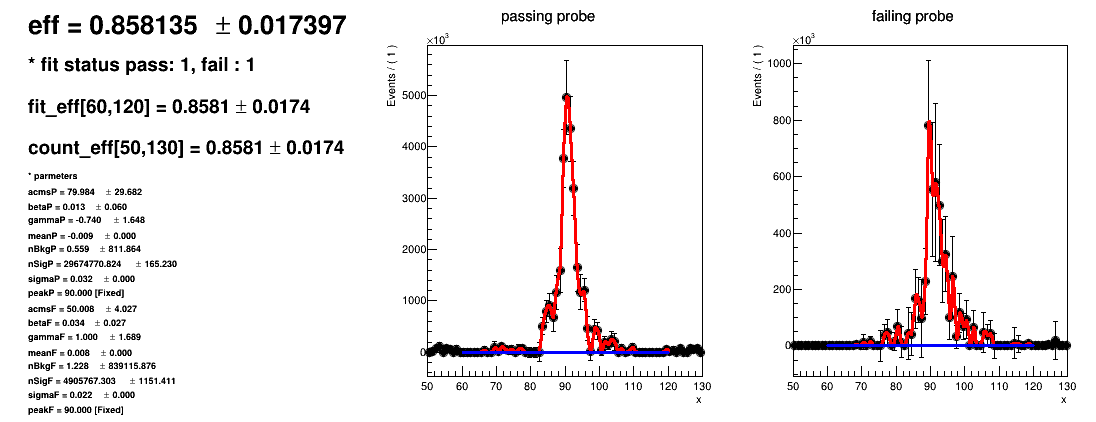 eff = 0.858135 ± 0.017397
* fit status pass: 1, fail : 1
fit_eff[60,120] = 0.8581 ± 0.0174
count_eff[50,130] = 0.8581 ± 0.0174
* parmeters
acmsP = 79.984 ± 29.682
betaP = 0.013 ± 0.060
gammaP = -0.740 ± 1.648
meanP = -0.009 ± 0.000
nBkgP = 0.559 ± 811.864
nSigP = 29674770.824 ± 165.230
sigmaP = 0.032 ± 0.000
peakP = 90.000 [Fixed]
acmsF = 50.008 ± 4.027
betaF = 0.034 ± 0.027
gammaF = 1.000 ± 1.689
meanF = 0.008 ± 0.000
nBkgF = 1.228 ± 839115.876
nSigF = 4905767.303 ± 1151.411
sigmaF = 0.022 ± 0.000
peakF = 90.000 [Fixed]
passing probe
×10³
Events / ( 1 )
5000
4000
3000
2000
1000
0
50 60 70 80 90 100 110 120 130
x
failing probe
×10³
Events / ( 1 )
1000
800
600
400
200
0
50 60 70 80 90 100 110 120 130
x